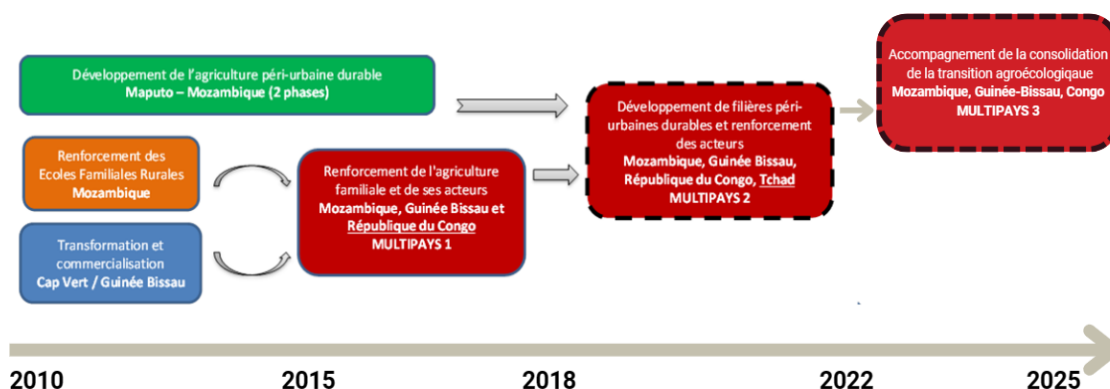 Développement de l'agriculture péri-urbaine durable
Maputo – Mozambique (2 phases)
Renforcement des
Ecoles Familiales Rurales
Mozambique
Transformation et
commercialisation
Cap Vert / Guinée Bissau
Renforcement de l'agriculture
familiale et de ses acteurs
Mozambique, Guinée Bissau et
République du Congo
MULTIPAYS 1
Développement de filières péri-
urbaines durables et renforcement
des acteurs
Mozambique, Guinée Bissau,
République du Congo, Tchad
MULTIPAYS 2
Accompagnement de la consolidation
de la transition agroécologiqaue
Mozambique, Guinée-Bissau, Congo
MULTIPAYS 3
2010
2015
2018
2022
2025